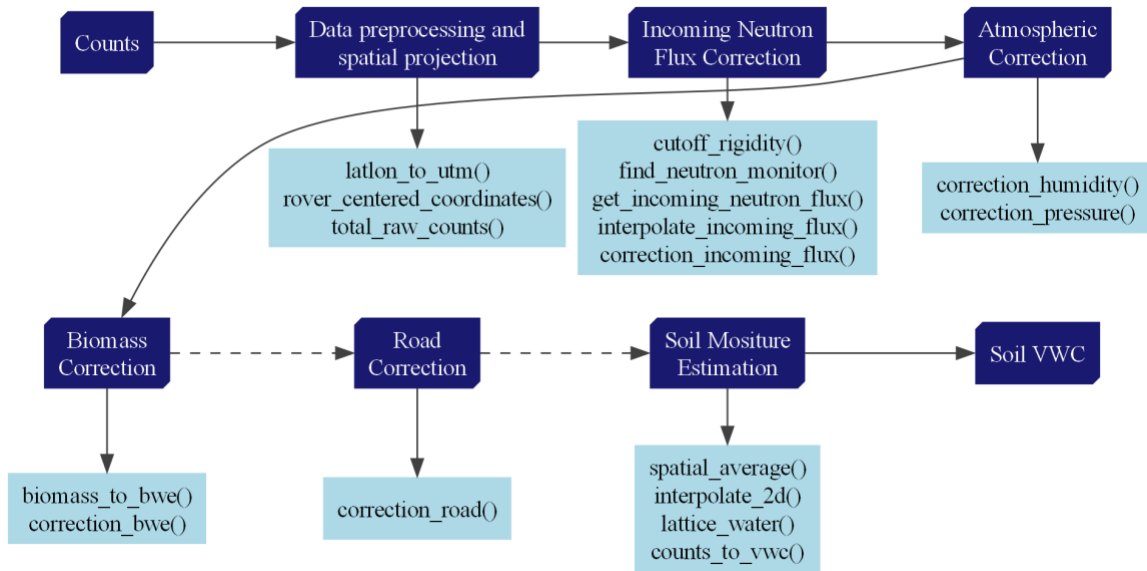 Counts
Data preprocessing and
spatial projection
Incoming Neutron
Flux Correction
Atmospheric
Correction
latlon_to_utm()
rover_centered_coordinates()
total_raw_counts()
cutoff_rigidity()
find_neutron_monitor()
get_incoming_neutron_flux()
interpolate_incoming_flux()
correction_incoming_flux()
correction_humidity()
correction_pressure()
Biomass
Correction
Road
Correction
Soil Mositure
Estimation
Soil VWC
biomass_to_bwe()
correction_bwe()
correction_road()
spatial_average()
interpolate_2d()
lattice_water()
counts_to_vwc()